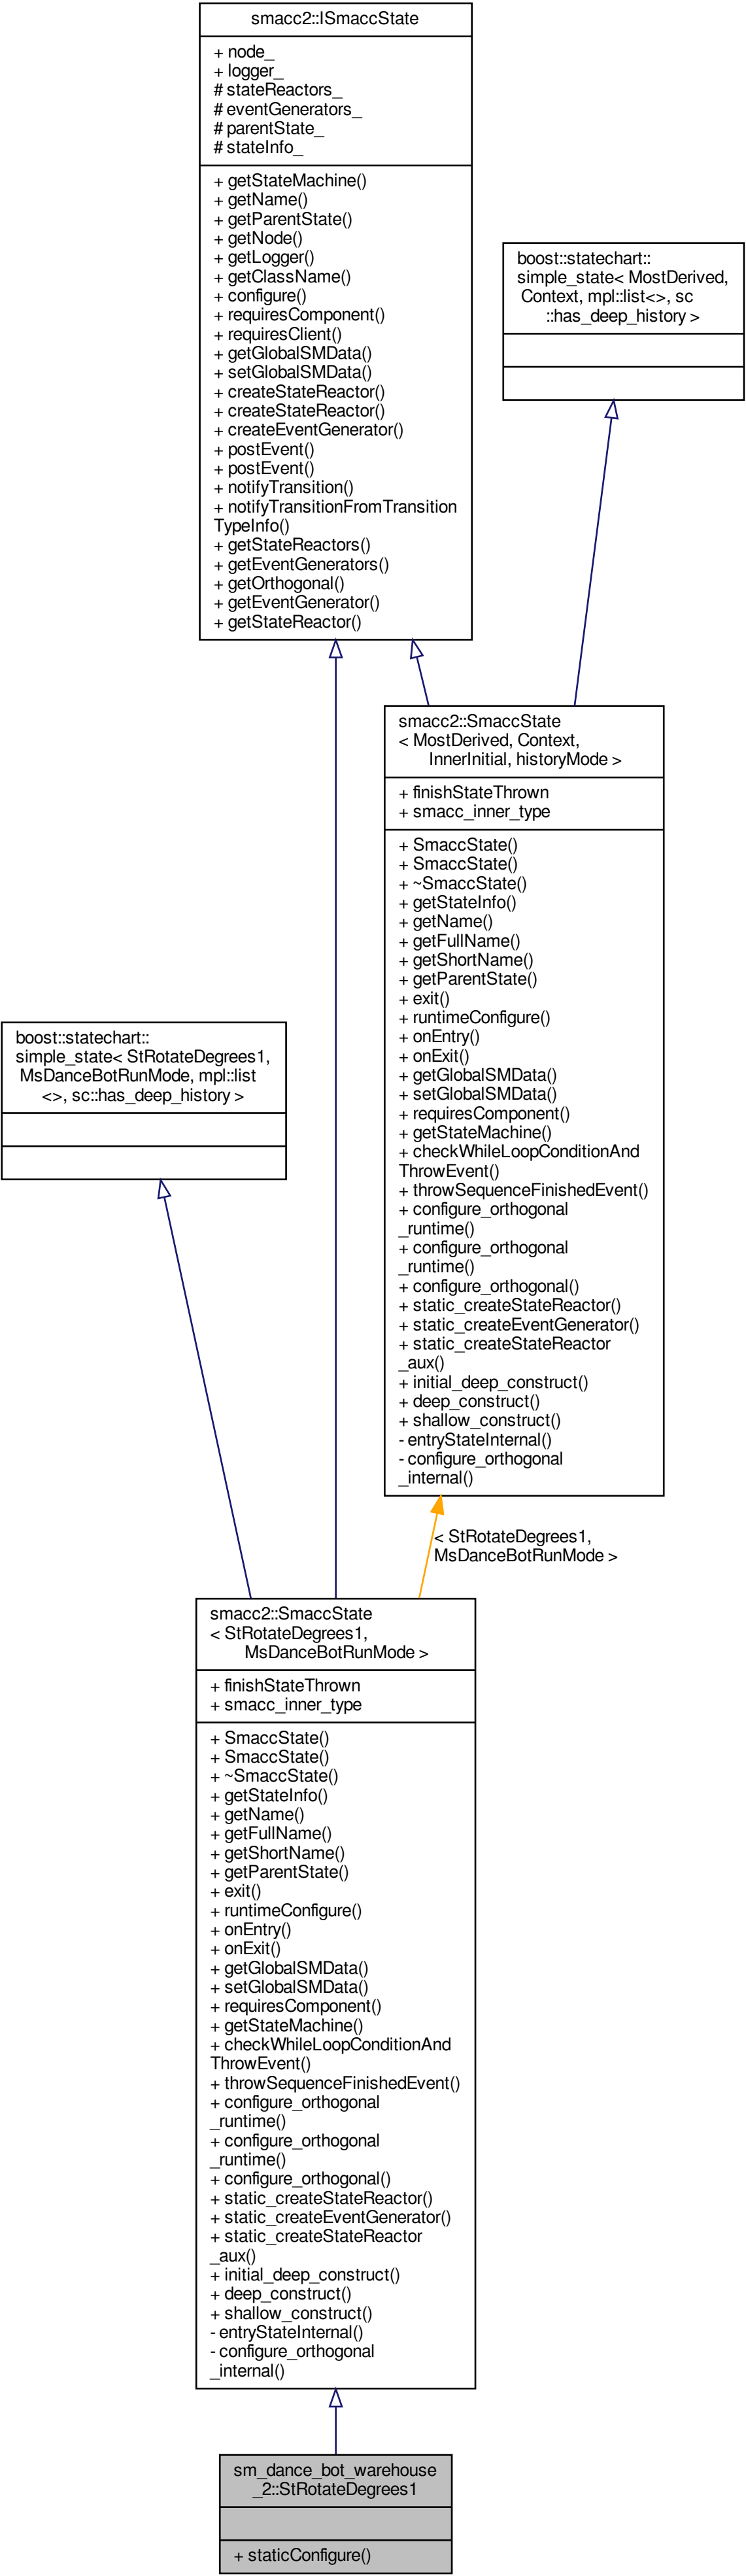 smacc2::ISmaccState
+ node_
+ logger_
# stateReactors_
# eventGenerators_
# parentState_
# stateInfo_
+ getStateMachine()
+ getName()
+ getParentState()
+ getNode()
+ getLogger()
+ getClassName()
+ configure()
+ requiresComponent()
+ requiresClient()
+ getGlobalSMData()
+ setGlobalSMData()
+ createStateReactor()
+ createStateReactor()
+ createEventGenerator()
+ postEvent()
+ postEvent()
+ notifyTransition()
+ notifyTransitionFromTransition
TypeInfo()
+ getStateReactors()
+ getEventGenerators()
+ getOrthogonal()
+ getEventGenerator()
+ getStateReactor()
boost::statechart::
simple_state< MostDerived,
Context, mpl::list<>, sc
::has_deep_history >
smacc2::SmaccState
< MostDerived, Context,
InnerInitial, historyMode >
+ finishStateThrown
+ smacc_inner_type
+ SmaccState()
+ SmaccState()
+ ~SmaccState()
+ getStateInfo()
+ getName()
+ getFullName()
+ getShortName()
+ getParentState()
+ exit()
+ runtimeConfigure()
+ onEntry()
+ onExit()
+ getGlobalSMData()
+ setGlobalSMData()
+ requiresComponent()
+ getStateMachine()
+ checkWhileLoopConditionAnd
ThrowEvent()
+ throwSequenceFinishedEvent()
+ configure_orthogonal
_runtime()
+ configure_orthogonal
_runtime()
+ configure_orthogonal()
+ static_createStateReactor()
+ static_createEventGenerator()
+ static_createStateReactor
_aux()
+ initial_deep_construct()
+ deep_construct()
+ shallow_construct()
- entryStateInternal()
- configure_orthogonal
_internal()
boost::statechart::
simple_state< StRotateDegrees1,
MsDanceBotRunMode, mpl::list
<>, sc::has_deep_history >
< StRotateDegrees1,
MsDanceBotRunMode >
smacc2::SmaccState
< StRotateDegrees1,
MsDanceBotRunMode >
+ finishStateThrown
+ smacc_inner_type
+ SmaccState()
+ SmaccState()
+ ~SmaccState()
+ getStateInfo()
+ getName()
+ getFullName()
+ getShortName()
+ getParentState()
+ exit()
+ runtimeConfigure()
+ onEntry()
+ onExit()
+ getGlobalSMData()
+ setGlobalSMData()
+ requiresComponent()
+ getStateMachine()
+ checkWhileLoopConditionAnd
ThrowEvent()
+ throwSequenceFinishedEvent()
+ configure_orthogonal
_runtime()
+ configure_orthogonal
_runtime()
+ configure_orthogonal()
+ static_createStateReactor()
+ static_createEventGenerator()
+ static_createStateReactor
_aux()
+ initial_deep_construct()
+ deep_construct()
+ shallow_construct()
- entryStateInternal()
- configure_orthogonal
_internal()
sm_dance_bot_warehouse
_2::StRotateDegrees1
+ staticConfigure()